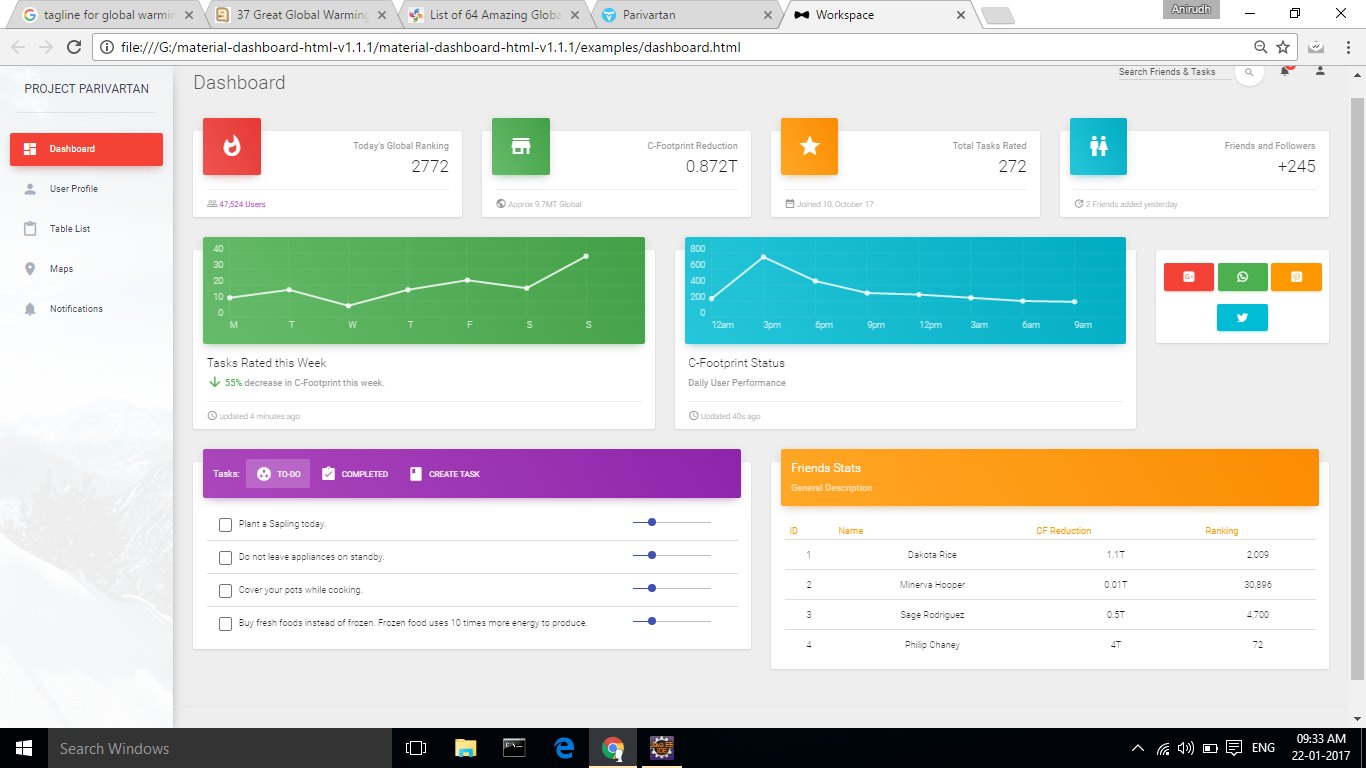 tagline for global warmin
37 Great Global Warming
List of 64 Amazing Globa
Parivartan
Workspace
Anirudh
file:///G:/material-dashboard-html-v1.1.1/material-dashboard-html-v1.1.1/examples/dashboard.html
PROJECT PARIVARTAN
Dashboard
Search Friends & Tasks
Dashboard
User Profile
Table List
Maps
Notifications
Today's Global Ranking
2772
47,524 Users
C-Footprint Reduction
0.872T
Approx 9.7MT Global
Total Tasks Rated
272
Joined 10, October 17
Friends and Followers
+245
2 Friends added yesterday
40
30
20
10
0
M T W T F S S
Tasks Rated this Week
55% decrease in C-Footprint this week.
updated 4 minutes ago
800
600
400
200
0
12am 3pm 6pm 9pm 12pm 3am 6am 9am
C-Footprint Status
Daily User Performance
Updated 40s ago
Tasks: TO-DO COMPLETED CREATE TASK
Plant a Sapling today.
Do not leave appliances on standby.
Cover your pots while cooking.
Buy fresh foods instead of frozen. Frozen food uses 10 times more energy to produce.
Friends Stats
General Description
ID Name CF Reduction Ranking
1 Dakota Rice 1.1T 2,009
2 Minerva Hooper 0.01T 30,896
3 Sage Rodriguez 0.5T 4,700
4 Philip Chaney 4T 72
Search Windows
ENG
09:33 AM
22-01-2017